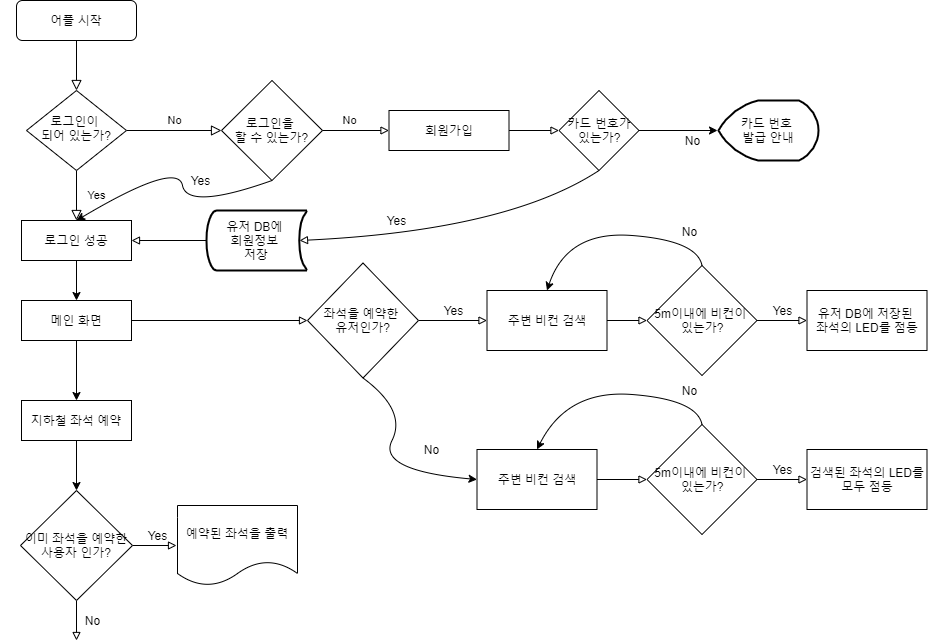 어플 시작
로그인이
되어 있는가?
No
로그인을
할 수 있는가?
No
회원가입
카드 번호가
있는가?
No
카드 번호
발급 안내
Yes
Yes
Yes
로그인 성공
유저 DB에
회원정보
저장
메인 화면
좌석을 예약한
유저인가?
Yes
주변 비컨 검색
No
5m이내에 비컨이
있는가?
Yes
유저 DB에 저장된
좌석의 LED를 점등
지하철 좌석 예약
No
주변 비컨 검색
No
5m이내에 비컨이
있는가?
Yes
검색된 좌석의 LED를
모두 점등
이미 좌석을 예약한
사용자 인가?
Yes
예약된 좌석을 출력
No